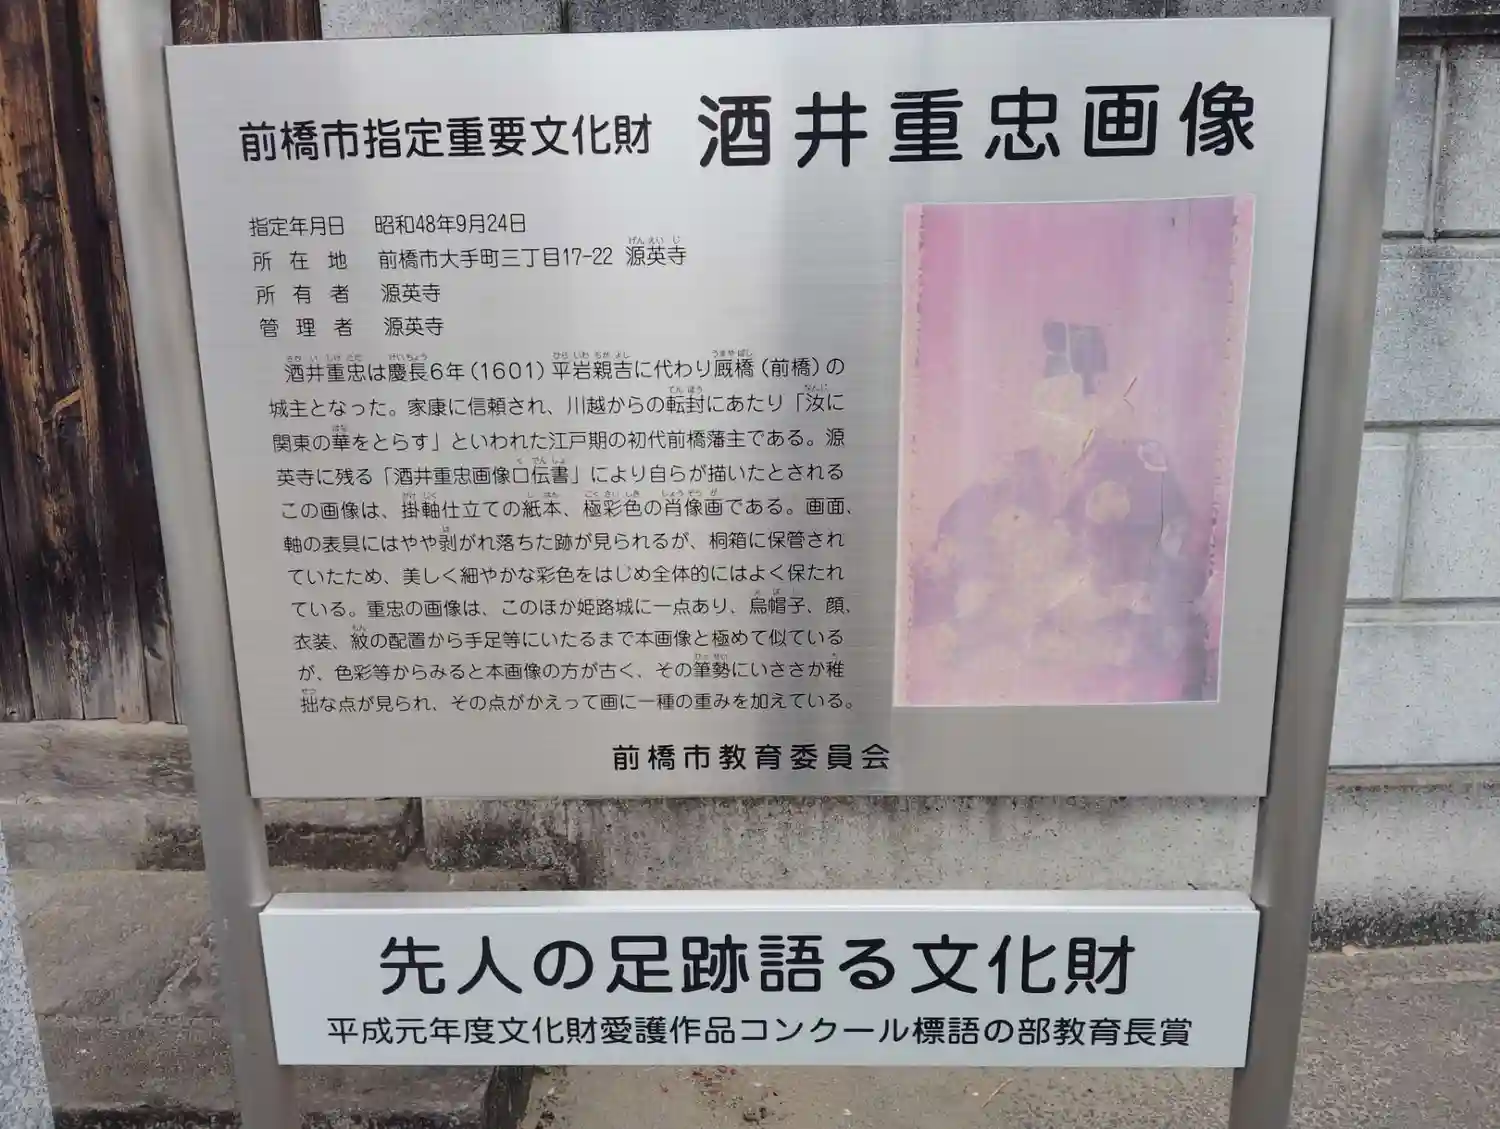 前橋市指定重要文化財 酒井重忠画像
指定年月日 昭和48年9月24日
所在地 前橋市大手町三丁目17-22 源英寺
所有者 源英寺
管理者 源英寺
酒井重忠は慶長6年(1601)平岩親吉に代わり厩橋(前橋)の
城主となった。家康に信頼され、川越からの転封にあたり「汝に
関東の華をとらす」といわれた江戸期の初代前橋藩主である。源
英寺に残る「酒井重忠画像口伝書」により自らが描いたとされる
この画像は、掛軸仕立ての紙本、極彩色の肖像画である。画面、
軸の表具にはやや剥がれ落ちた跡が見られるが、桐箱に保管され
ていたため、美しく細やかな彩色をはじめ全体的にはよく保たれ
ている。重忠の画像は、このほか姫路城に一点あり、烏帽子、顔、
衣装、紋の配置から手足等にいたるまで本画像と極めて似ている
が、色彩等からみると本画像の方が古く、その筆勢にいささか稚
拙な点が見られ、その点がかえって画に一種の重みを加えている。
前橋市教育委員会
先人の足跡語る文化財
平成元年度文化財愛護作品コンクール標語の部教育長賞